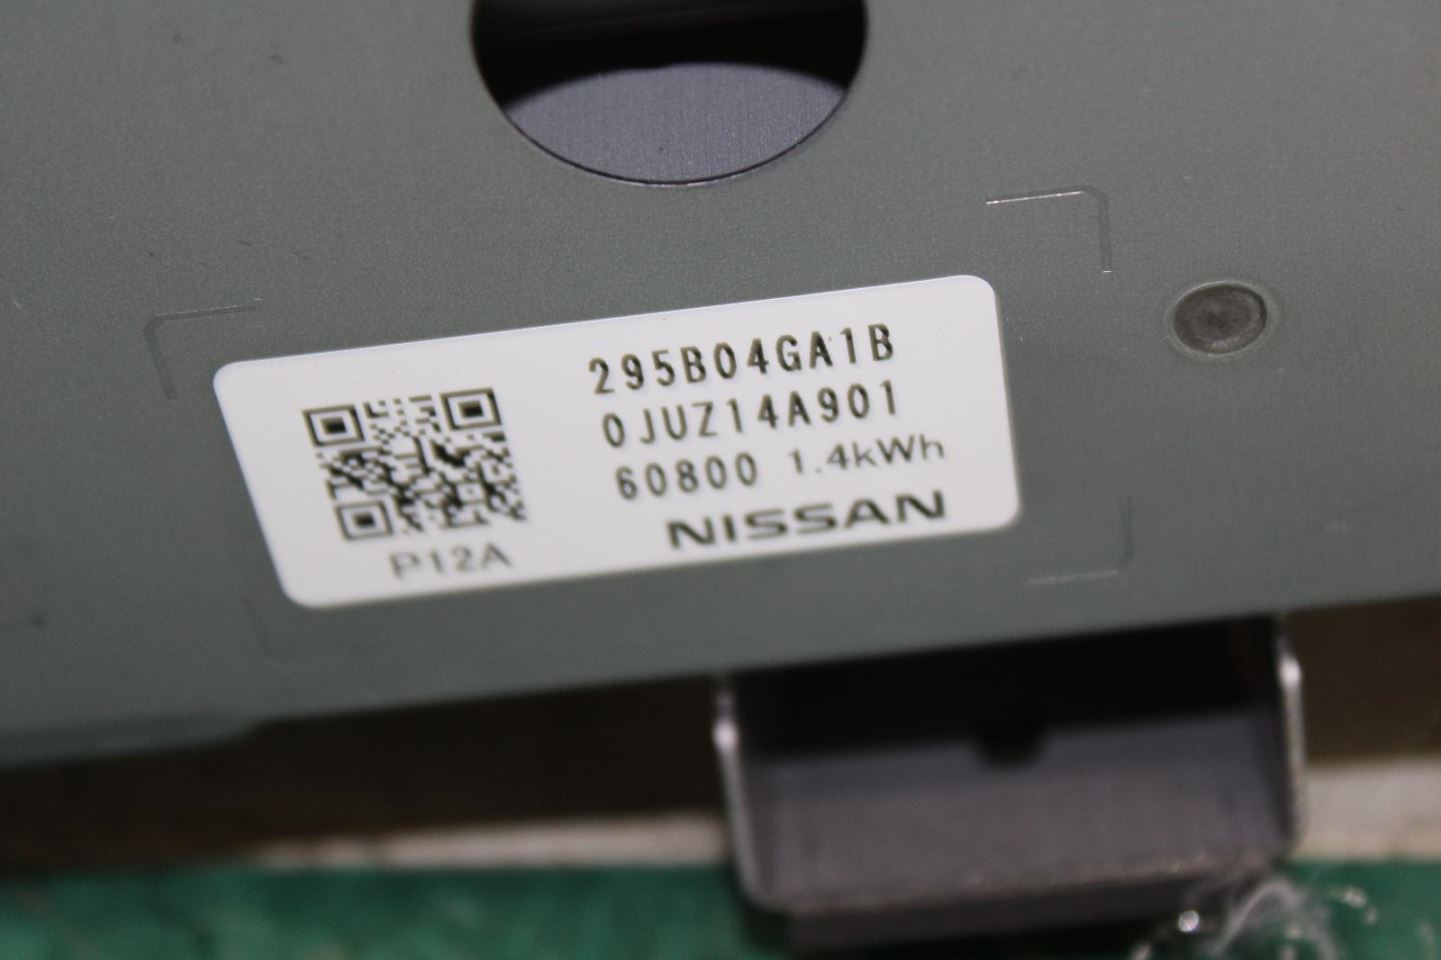 295B04GA1B
0JUZ14A901
60800 1.4kWh
NISSAN
P12A